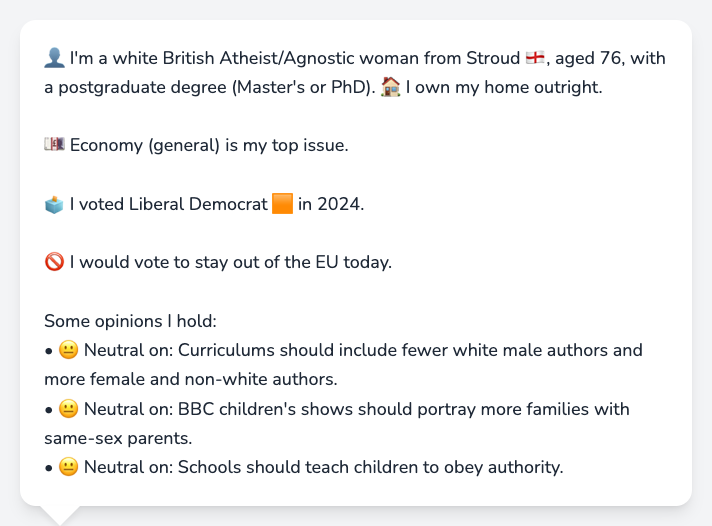 👤 I'm a white British Atheist/Agnostic woman from Stroud 🏴󠁧󠁢󠁥󠁮󠁧󠁿, aged 76, with
a postgraduate degree (Master's or PhD). 🏠 I own my home outright.
💷 Economy (general) is my top issue.
🗳️ I voted Liberal Democrat 🟧 in 2024.
🚫 I would vote to stay out of the EU today.
Some opinions I hold:
• 😐 Neutral on: Curriculums should include fewer white male authors and
more female and non-white authors.
• 😐 Neutral on: BBC children's shows should portray more families with
same-sex parents.
• 😐 Neutral on: Schools should teach children to obey authority.